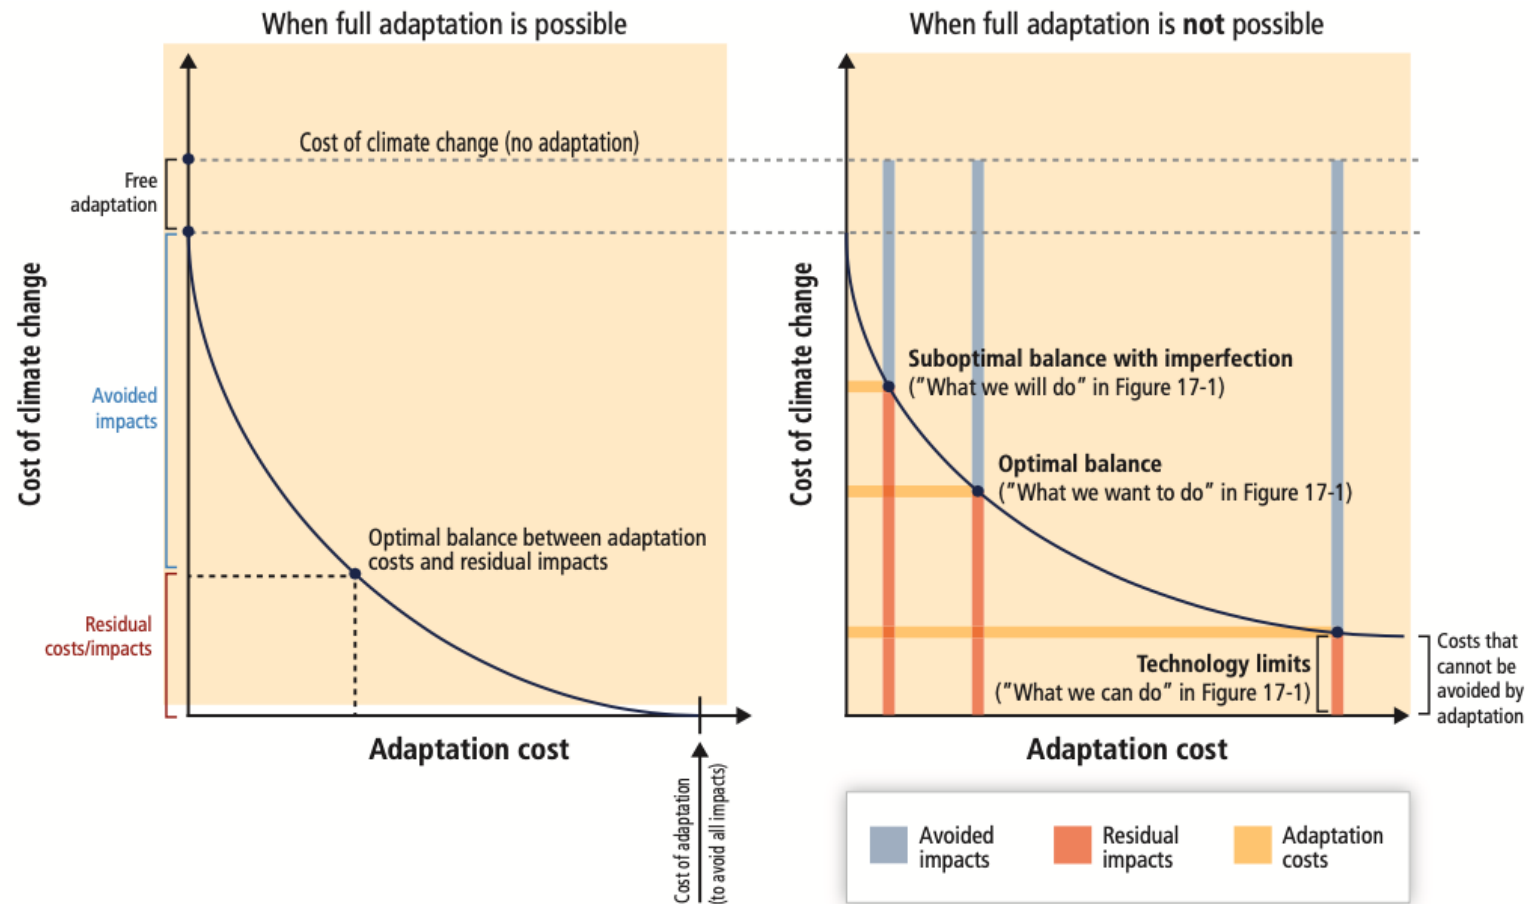 When full adaptation is possible
Cost of climate change (no adaptation)
Free
adaptation
Cost of climate change
Avoided
impacts
Optimal balance between adaptation
costs and residual impacts
Residual
costs/impacts
Adaptation cost
Cost of adaptation
(to avoid all impacts)
When full adaptation is not possible
Cost of climate change
Suboptimal balance with imperfection
("What we will do" in Figure 17-1)
Optimal balance
("What we want to do" in Figure 17-1)
Technology limits
("What we can do" in Figure 17-1)
Costs that
cannot be
avoided by
adaptation
Adaptation cost
Avoided
impacts
Residual
impacts
Adaptation
costs